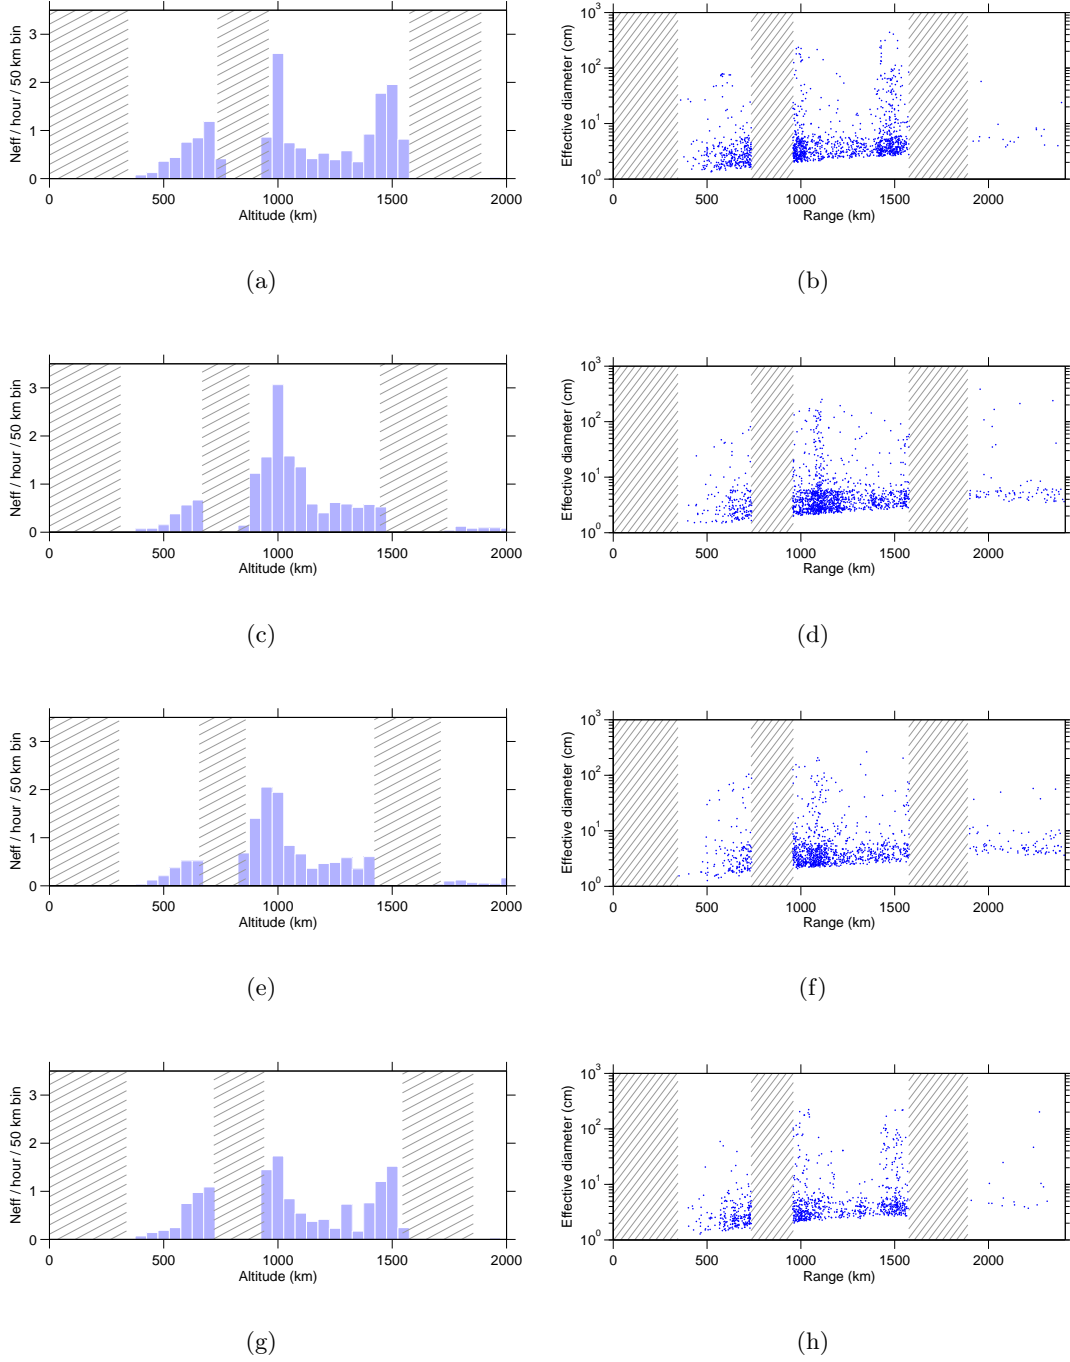 Neff / hour / 50 km bin
3
2
1
0
0 500 1000 1500 2000
Altitude (km)
(a)
Effective diameter (cm)
10^3
10^2
10^1
10^0
0 500 1000 1500 2000
Range (km)
(b)
Neff / hour / 50 km bin
3
2
1
0
0 500 1000 1500 2000
Altitude (km)
(c)
Effective diameter (cm)
10^3
10^2
10^1
10^0
0 500 1000 1500 2000
Range (km)
(d)
Neff / hour / 50 km bin
3
2
1
0
0 500 1000 1500 2000
Altitude (km)
(e)
Effective diameter (cm)
10^3
10^2
10^1
10^0
0 500 1000 1500 2000
Range (km)
(f)
Neff / hour / 50 km bin
3
2
1
0
0 500 1000 1500 2000
Altitude (km)
(g)
Effective diameter (cm)
10^3
10^2
10^1
10^0
0 500 1000 1500 2000
Range (km)
(h)